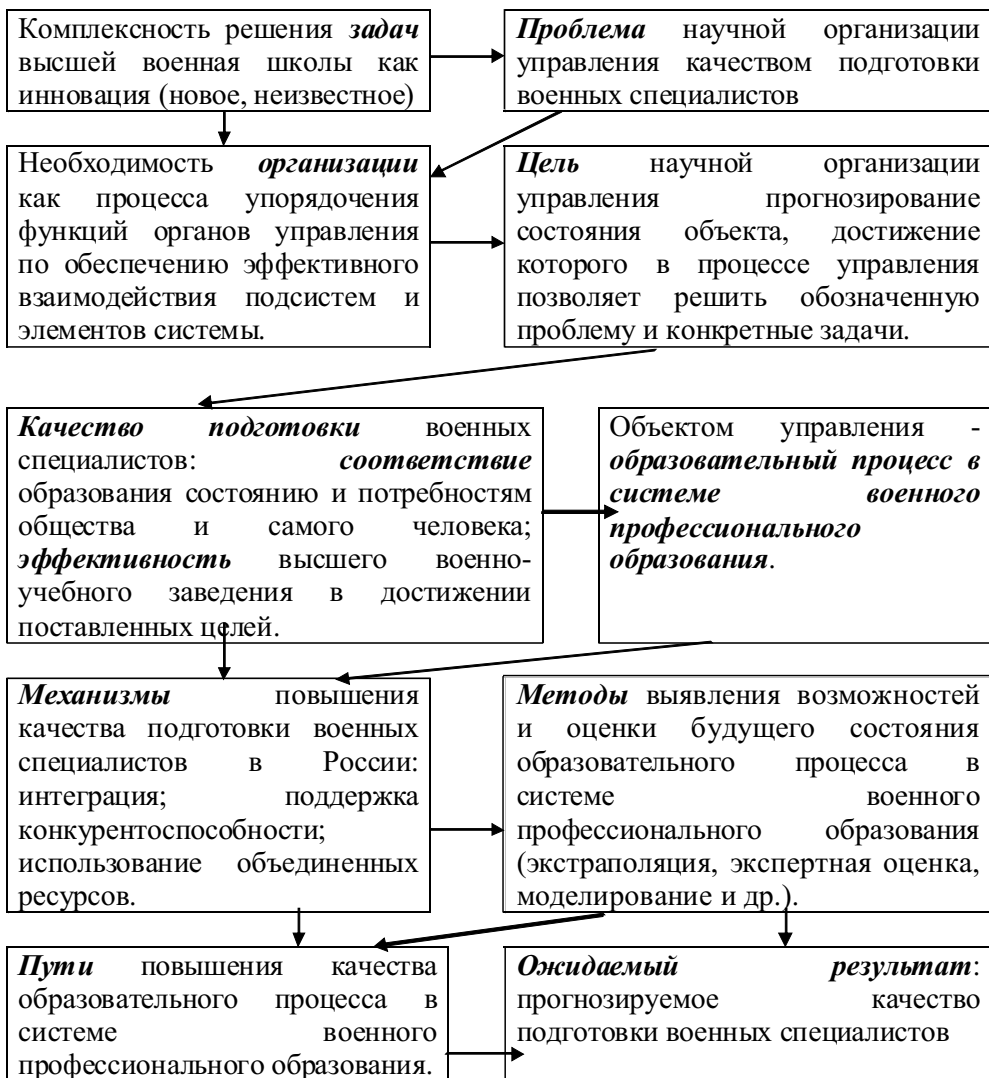 Комплексность решения задач
высшей военная школы как
инновация (новое, неизвестное)
Проблема научной организации
управления качеством подготовки
военных специалистов
Необходимость организации
как процесса упорядочения
функций органов управления
по обеспечению эффективного
взаимодействия подсистем и
элементов системы.
Цель научной организации
управления прогнозирование
состояния объекта, достижение
которого в процессе управления
позволяет решить обозначенную
проблему и конкретные задачи.
Качество подготовки военных
специалистов: соответствие
образования состоянию и потребностям
общества и самого человека;
эффективность высшего военно-
учебного заведения в достижении
поставленных целей.
Объектом управления -
образовательный процесс в
системе военного
профессионального
образования.
Механизмы повышения
качества подготовки военных
специалистов в России:
интеграция; поддержка
конкурентоспособности;
использование объединенных
ресурсов.
Методы выявления возможностей
и оценки будущего состояния
образовательного процесса в
системе военного
профессионального образования
(экстраполяция, экспертная оценка,
моделирование и др.).
Пути повышения качества
образовательного процесса в
системе военного
профессионального образования.
Ожидаемый результат:
прогнозируемое качество
подготовки военных специалистов